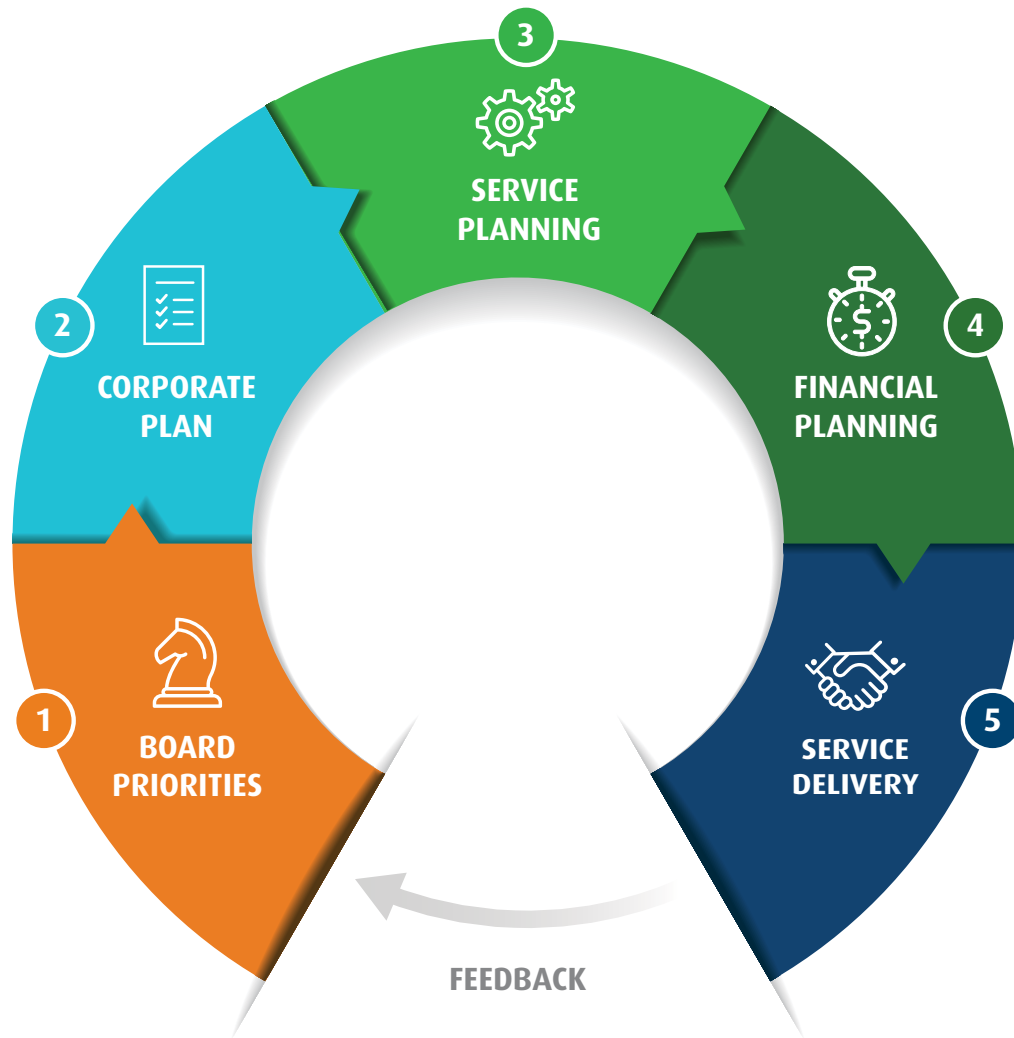 1
BOARD
PRIORITIES
2
CORPORATE
PLAN
3
SERVICE
PLANNING
4
$
FINANCIAL
PLANNING
5
SERVICE
DELIVERY
FEEDBACK